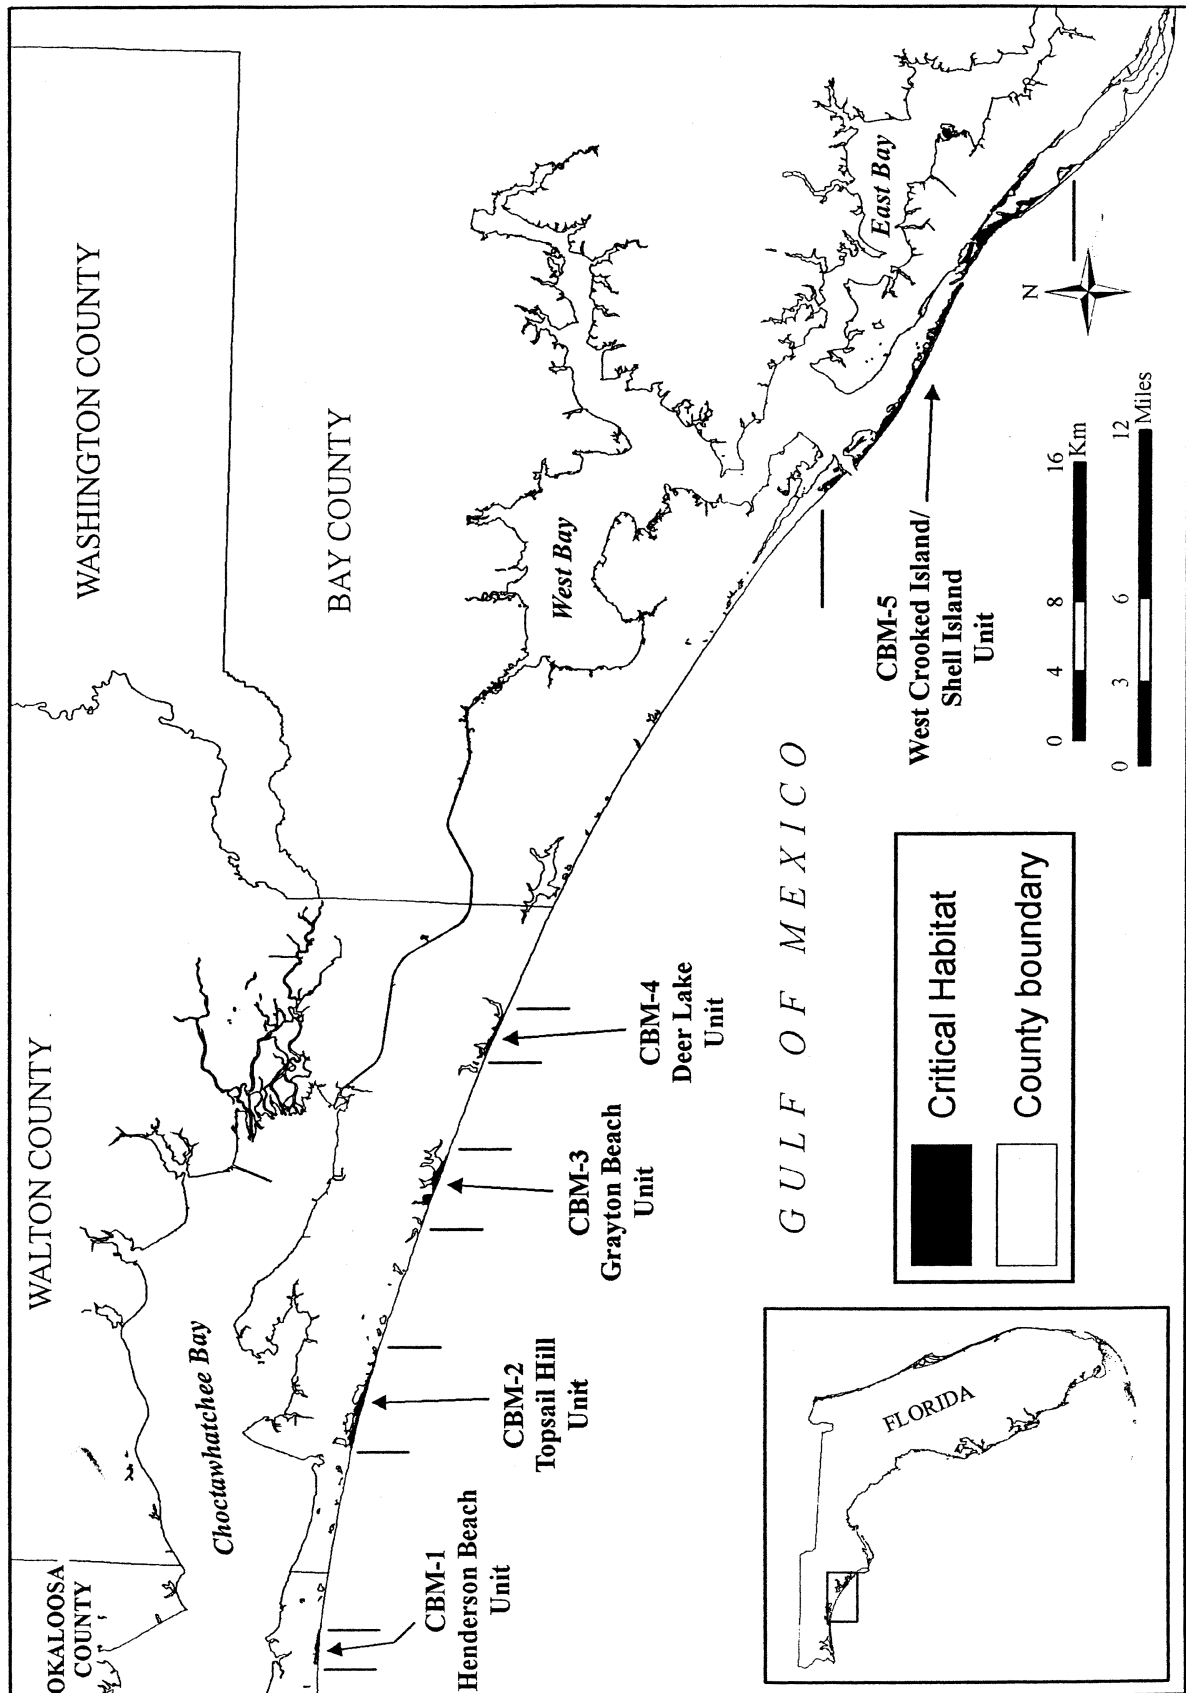 OKALOOSA
COUNTY
WALTON COUNTY
WASHINGTON COUNTY
BAY COUNTY
Choctawhatchee Bay
West Bay
East Bay
CBM-1
Henderson Beach
Unit
CBM-2
Topsail Hill
Unit
CBM-3
Grayton Beach
Unit
CBM-4
Deer Lake
Unit
CBM-5
West Crooked Island/
Shell Island
Unit
GULF OF MEXICO
N
0 4 8 16 Km
0 3 6 12 Miles
Critical Habitat
County boundary
FLORIDA